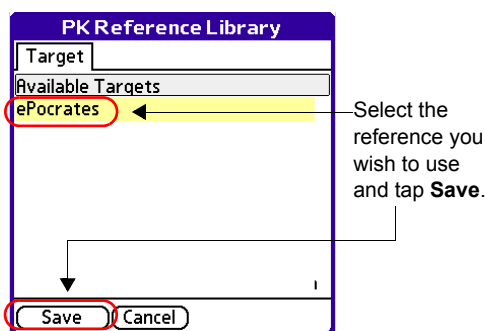 PK Reference Library
Target
Available Targets
ePocrates
Select the
reference you
wish to use
and tap Save.
Save Cancel